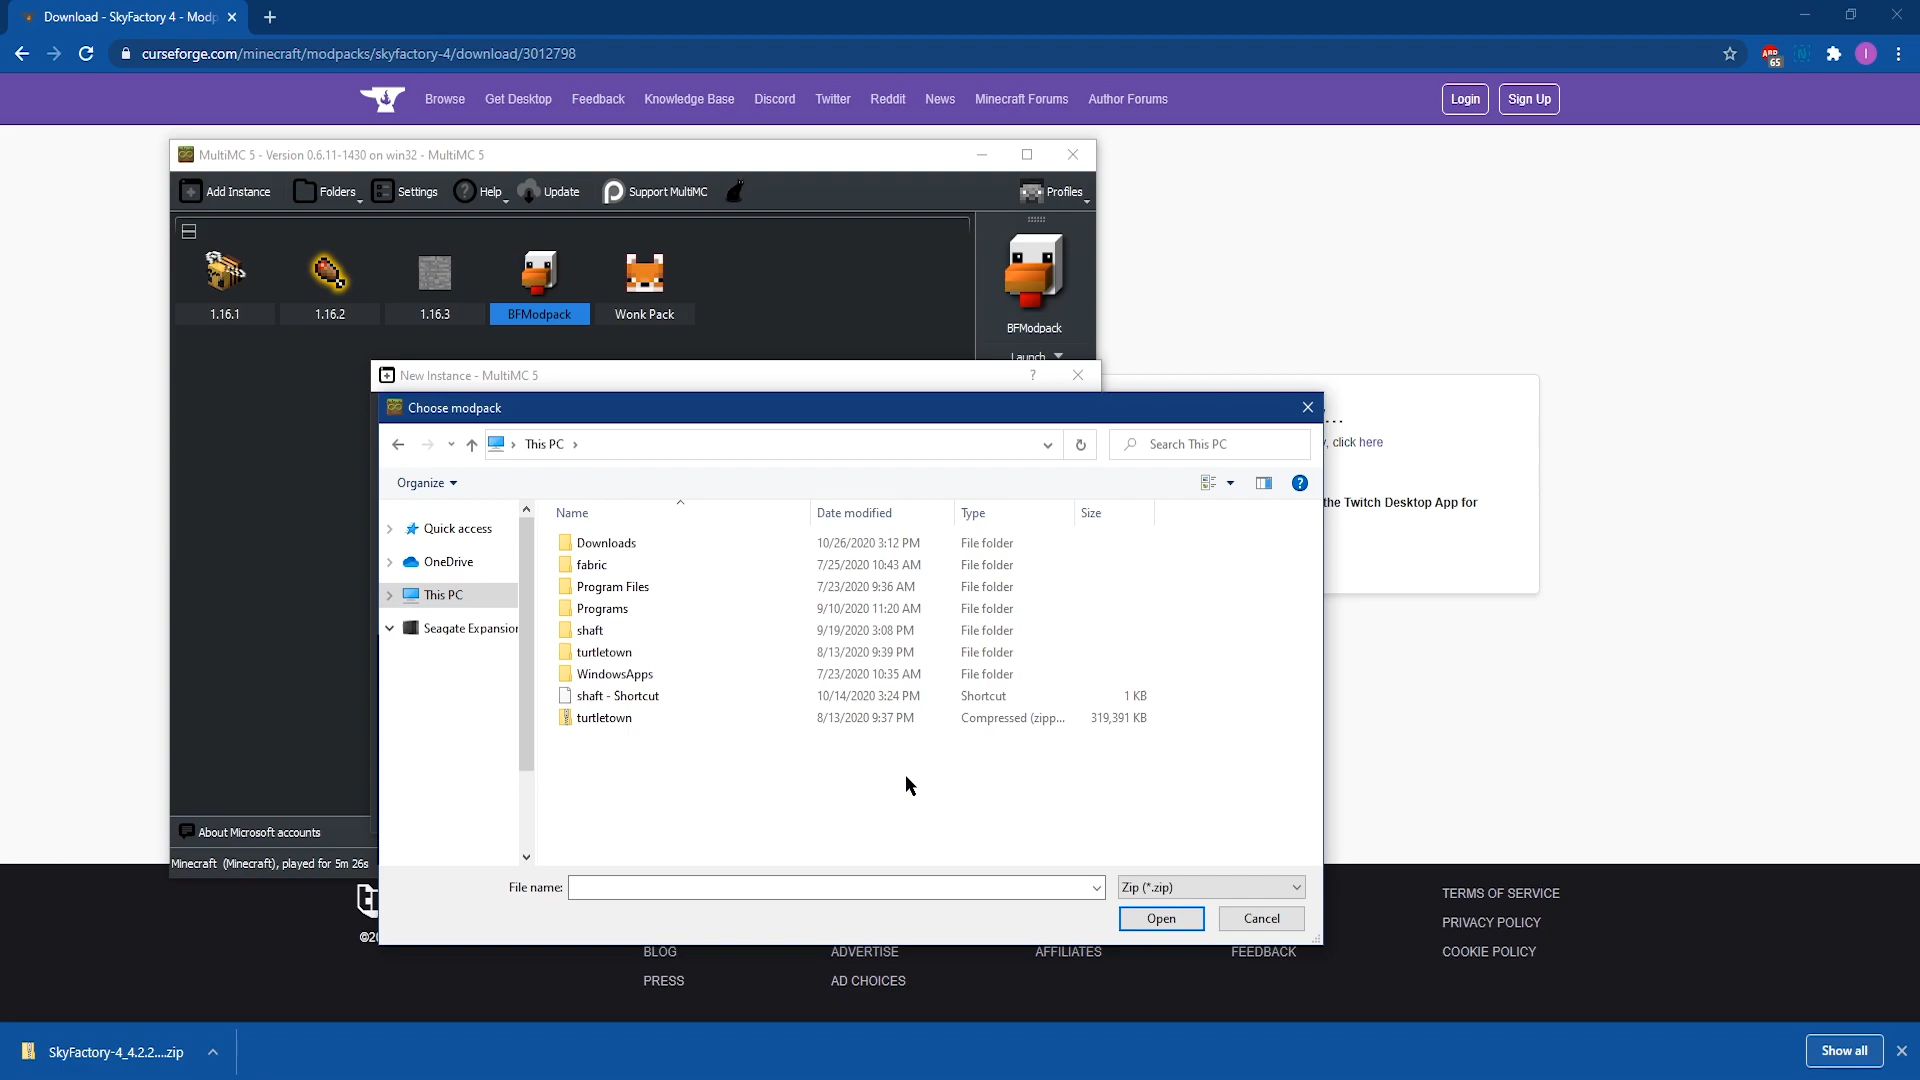 Download - SkyFactory 4 - Modp
curseforge.com/minecraft/modpacks/skyfactory-4/download/3012798
ABP
65
I
Browse
Get Desktop
Feedback
Knowledge Base
Discord
Twitter
Reddit
News
Minecraft Forums
Author Forums
Login
Sign Up
MultiMC 5 - Version 0.6.11-1430 on win32 - MultiMC 5
Add Instance
Folders
Settings
Help
Update
Support MultiMC
Profiles
1.16.1
1.16.2
1.16.3
BFModpack
Wonk Pack
BFModpack
Launch
New Instance - MultiMC 5
?
Choose modpack
...
This PC
Search This PC
, click here
Organize
?
the Twitch Desktop App for
Name
Date modified
Type
Size
Quick access
OneDrive
This PC
Seagate Expansion
Downloads 10/26/2020 3:12 PM File folder
fabric 7/25/2020 10:43 AM File folder
Program Files 7/23/2020 9:36 AM File folder
Programs 9/10/2020 11:20 AM File folder
shaft 9/19/2020 3:08 PM File folder
turtletown 8/13/2020 9:39 PM File folder
WindowsApps 7/23/2020 10:35 AM File folder
shaft - Shortcut 10/14/2020 3:24 PM Shortcut 1 KB
turtletown 8/13/2020 9:37 PM Compressed (zipp... 319,391 KB
About Microsoft accounts
Minecraft (Minecraft), played for 5m 26s
File name:
Zip (*.zip)
Open
Cancel
©20
BLOG
PRESS
ADVERTISE
AD CHOICES
AFFILIATES
FEEDBACK
TERMS OF SERVICE
PRIVACY POLICY
COOKIE POLICY
SkyFactory-4_4.2.2....zip
Show all